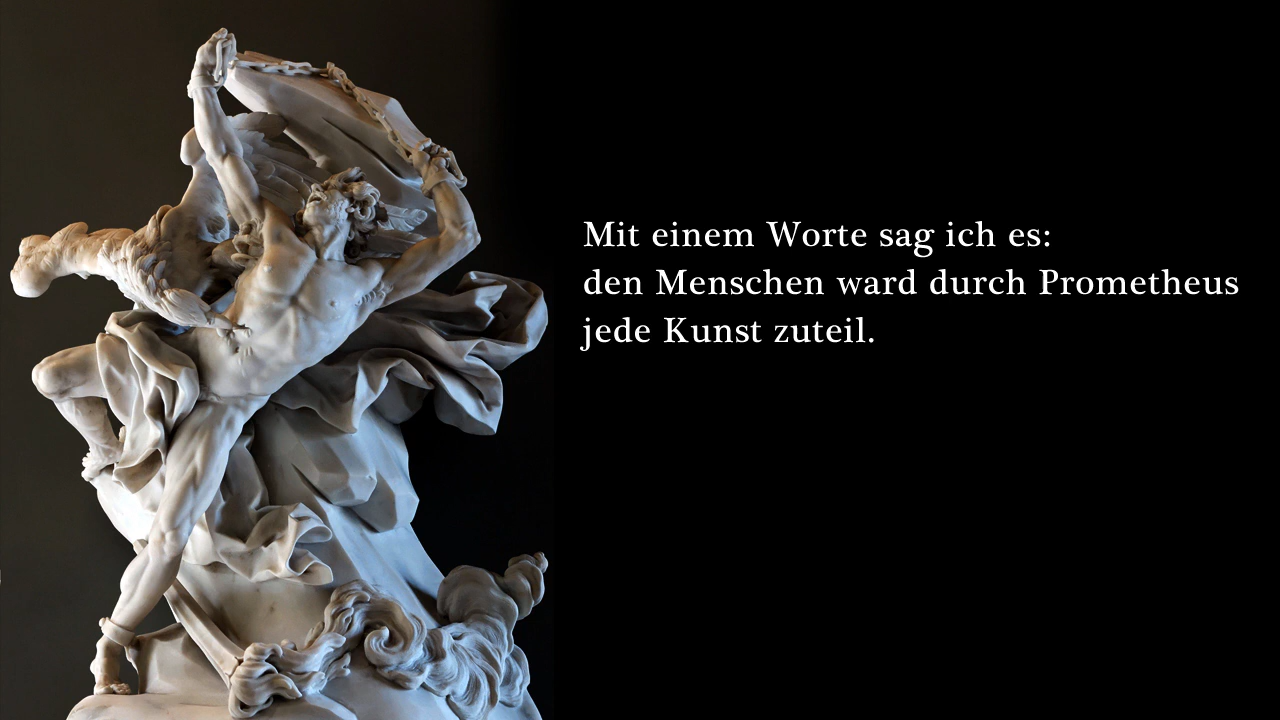 Mit einem Worte sag ich es:
den Menschen ward durch Prometheus
jede Kunst zuteil.